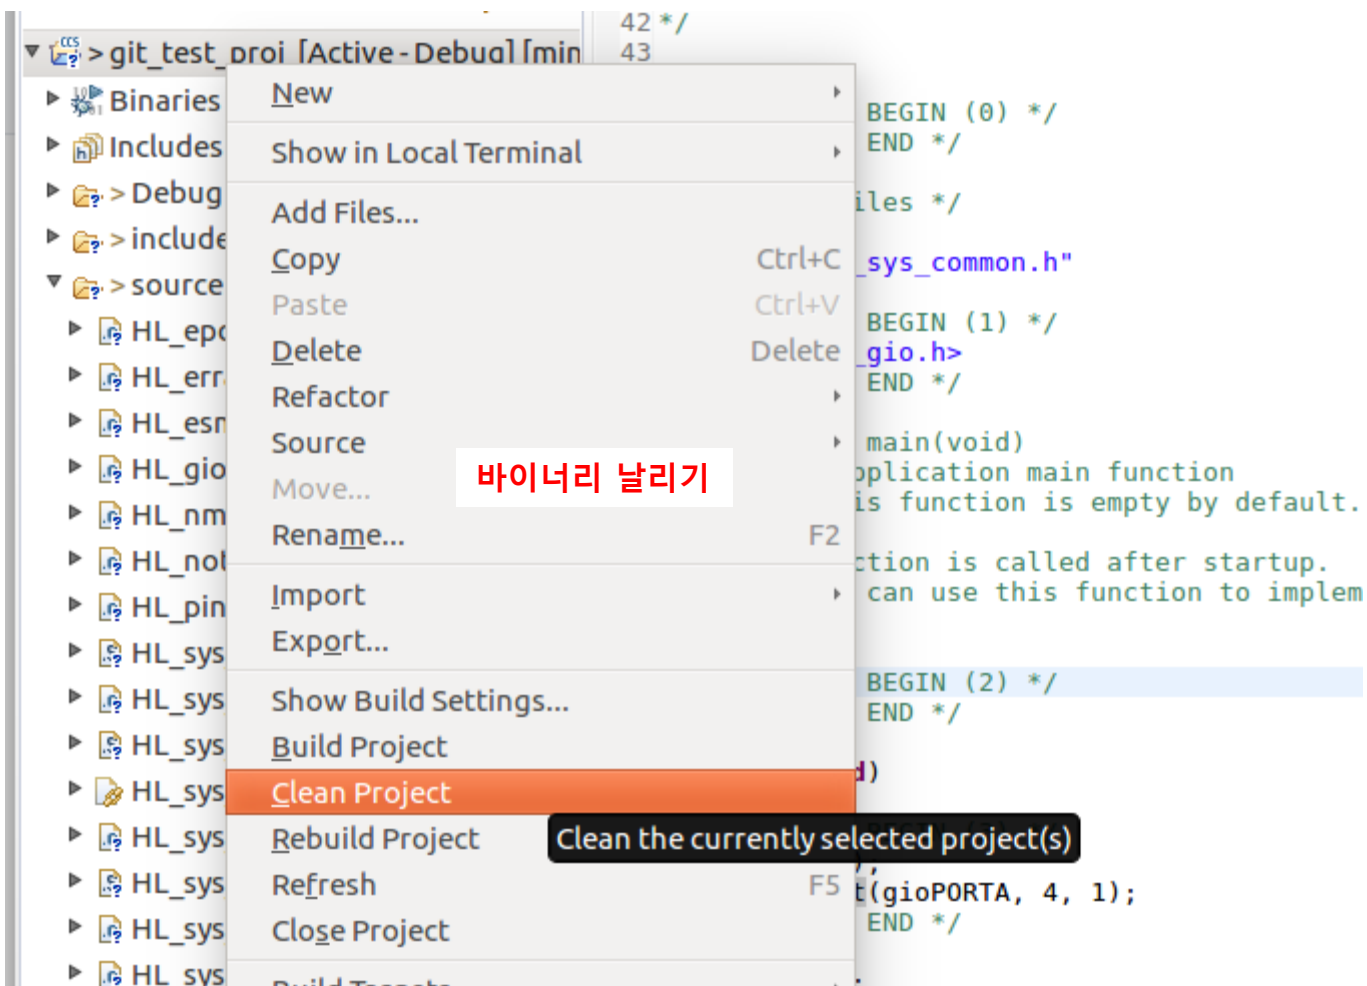 42 */
CCS > git_test_proj [Active - Debug] [min
43
Binaries
Includes
> Debug
> include
> source
HL_epc
HL_err
HL_esm
HL_gio
HL_nm
HL_not
HL_pin
HL_sys
HL_sys
HL_sys
HL_sys
HL_sys
HL_sys
HL_sys
HL_sys
New
Show in Local Terminal
Add Files...
Copy Ctrl+C
Paste Ctrl+V
Delete Delete
Refactor
Source
Move...
Rename... F2
Import
Export...
Show Build Settings...
Build Project
Clean Project
Rebuild Project
Refresh F5
Close Project
Build Targets
바이너리 날리기
Clean the currently selected project(s)
BEGIN (0) */
END */
iles */
_sys_common.h"
BEGIN (1) */
_gio.h>
END */
main(void)
pplication main function
is function is empty by default.
ction is called after startup.
can use this function to implem
BEGIN (2) */
END */
d)
);
t(gioPORTA, 4, 1);
END */